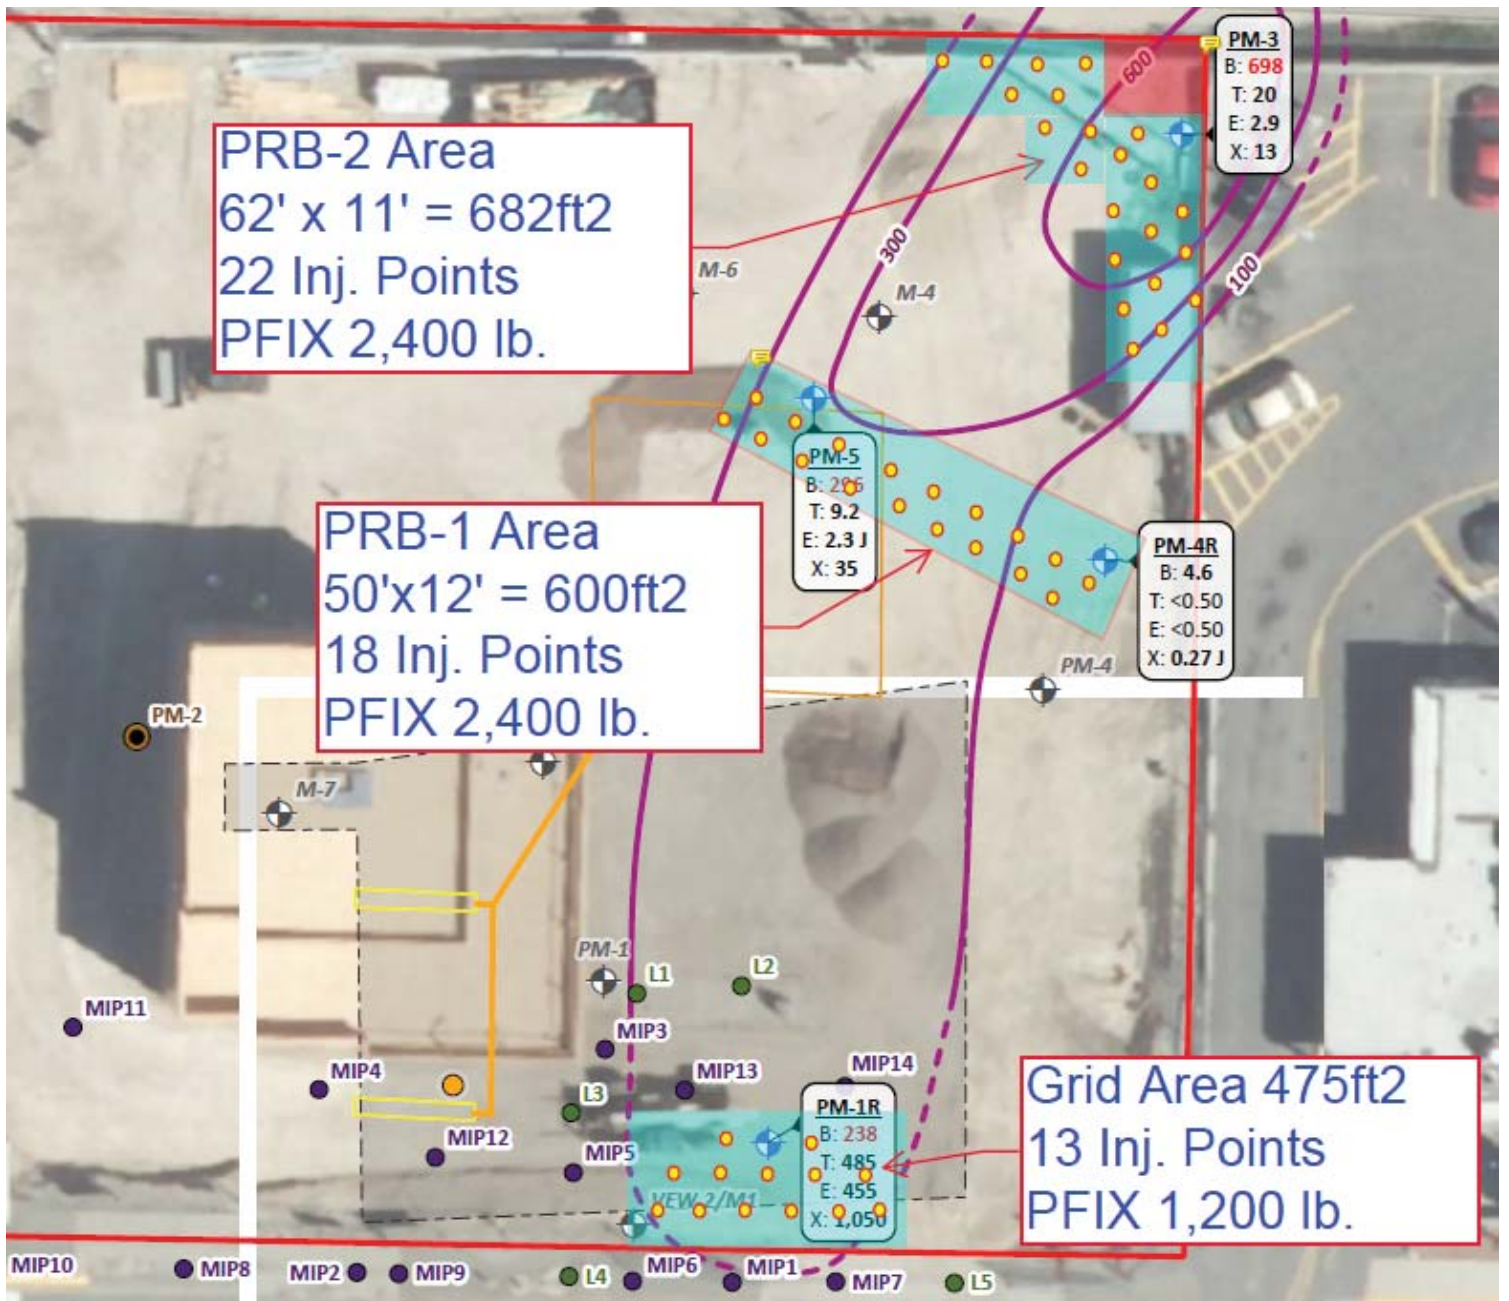 PM-3
B: 698
T: 20
E: 2.9
X: 13
600
PRB-2 Area
62' x 11' = 682ft2
22 Inj. Points
PFIX 2,400 lb.
300
100
M-6
M-4
PM-5
T: 9.2
E: 2.3 J
X: 35
PRB-1 Area
50'x12' = 600ft2
18 Inj. Points
PFIX 2,400 lb.
PM-4R
B: 4.6
T: <0.50
E: <0.50
X: 0.27 J
PM-4
PM-2
M-7
PM-1
L1
L2
MIP11
MIP3
MIP4
MIP13
MIP14
L3
MIP12
MIP5
PM-1R
B: 238
T: 485
E: 455
X: 1,050
VEW 2/M1
Grid Area 475ft2
13 Inj. Points
PFIX 1,200 lb.
MIP10
MIP8
MIP2
MIP9
L4
MIP6
MIP1
MIP7
L5